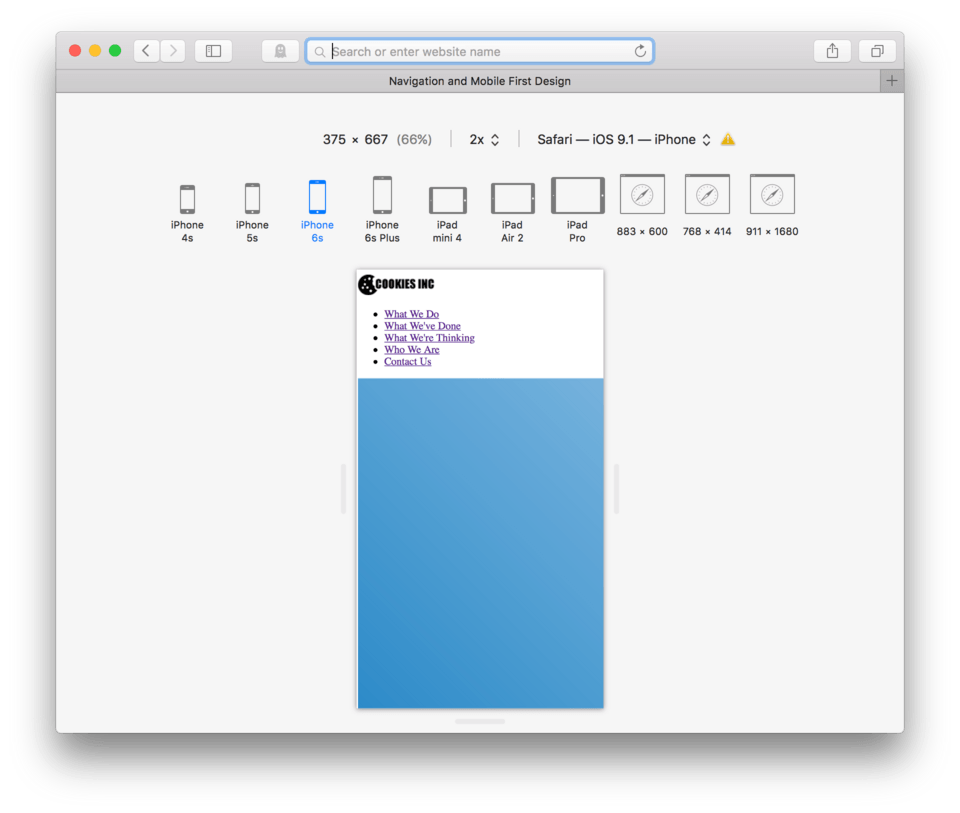 Search or enter website name
Navigation and Mobile First Design
375 × 667 (66%) 2x Safari — iOS 9.1 — iPhone
iPhone 4s
iPhone 5s
iPhone 6s
iPhone 6s Plus
iPad mini 4
iPad Air 2
iPad Pro
883 × 600
768 × 414
911 × 1680
COOKIES INC
What We Do
What We've Done
What We're Thinking
Who We Are
Contact Us